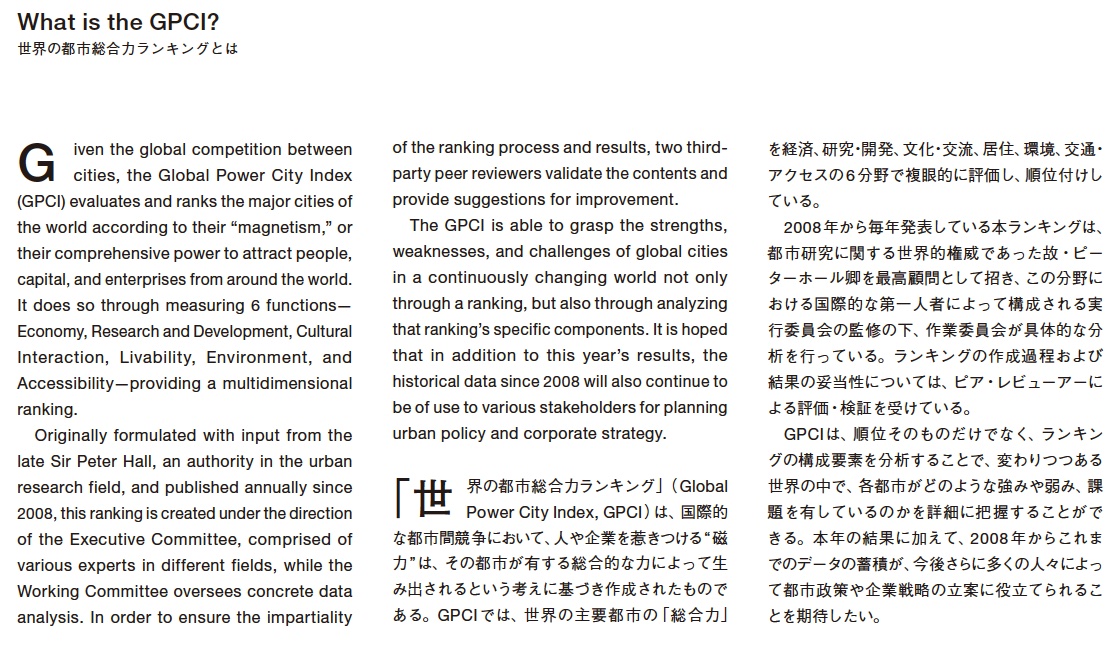 What is the GPCI?
世界の都市総合力ランキングとは
Given the global competition between
cities, the Global Power City Index
(GPCI) evaluates and ranks the major cities of
the world according to their “magnetism,” or
their comprehensive power to attract people,
capital, and enterprises from around the world.
It does so through measuring 6 functions—
Economy, Research and Development, Cultural
Interaction, Livability, Environment, and
Accessibility—providing a multidimensional
ranking.
Originally formulated with input from the
late Sir Peter Hall, an authority in the urban
research field, and published annually since
2008, this ranking is created under the direction
of the Executive Committee, comprised of
various experts in different fields, while the
Working Committee oversees concrete data
analysis. In order to ensure the impartiality
of the ranking process and results, two third-
party peer reviewers validate the contents and
provide suggestions for improvement.
The GPCI is able to grasp the strengths,
weaknesses, and challenges of global cities
in a continuously changing world not only
through a ranking, but also through analyzing
that ranking’s specific components. It is hoped
that in addition to this year’s results, the
historical data since 2008 will also continue to
be of use to various stakeholders for planning
urban policy and corporate strategy.
「世界の都市総合力ランキング」（Global
Power City Index, GPCI）は、国際的
な都市間競争において、人や企業を惹きつける“磁
力”は、その都市が有する総合的な力によって生
み出されるという考えに基づき作成されたもので
ある。GPCIでは、世界の主要都市の「総合力」
を経済、研究・開発、文化・交流、居住、環境、交通・
アクセスの6分野で複眼的に評価し、順位付けし
ている。
2008年から毎年発表している本ランキングは、
都市研究に関する世界的権威であった故・ピー
ターホール卿を最高顧問として招き、この分野に
おける国際的な第一人者によって構成される実
行委員会の監修の下、作業委員会が具体的な分
析を行っている。ランキングの作成過程および
結果の妥当性については、ピア・レビューアーに
よる評価・検証を受けている。
GPCIは、順位そのものだけでなく、ランキン
グの構成要素を分析することで、変わりつつある
世界の中で、各都市がどのような強みや弱み、課
題を有しているのかを詳細に把握することがで
きる。本年の結果に加えて、2008年からこれま
でのデータの蓄積が、今後さらに多くの人々によっ
て都市政策や企業戦略の立案に役立てられるこ
とを期待したい。